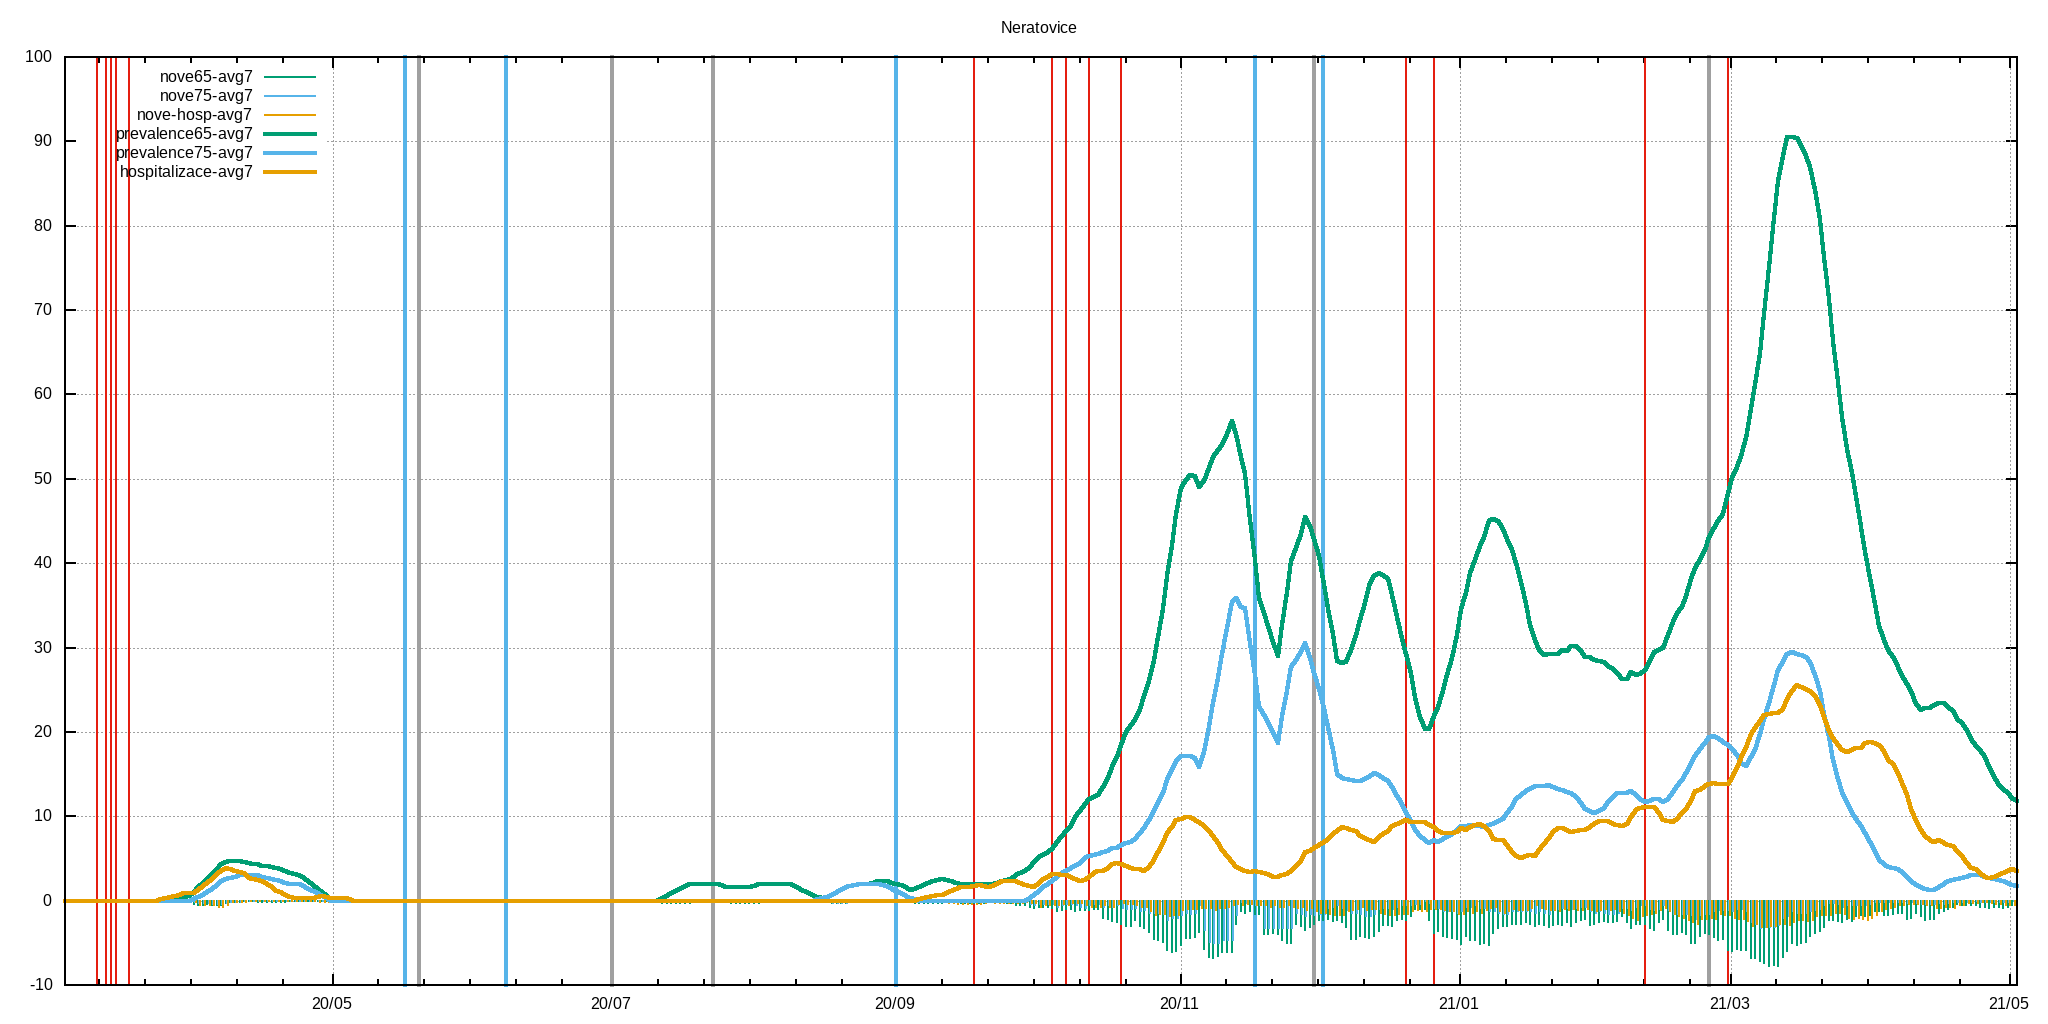 Neratovice
100
90
80
70
60
50
40
30
20
10
0
-10
nove65-avg7
nove75-avg7
nove-hosp-avg7
prevalence65-avg7
prevalence75-avg7
hospitalizace-avg7
20/05 20/07 20/09 20/11 21/01 21/03 21/05